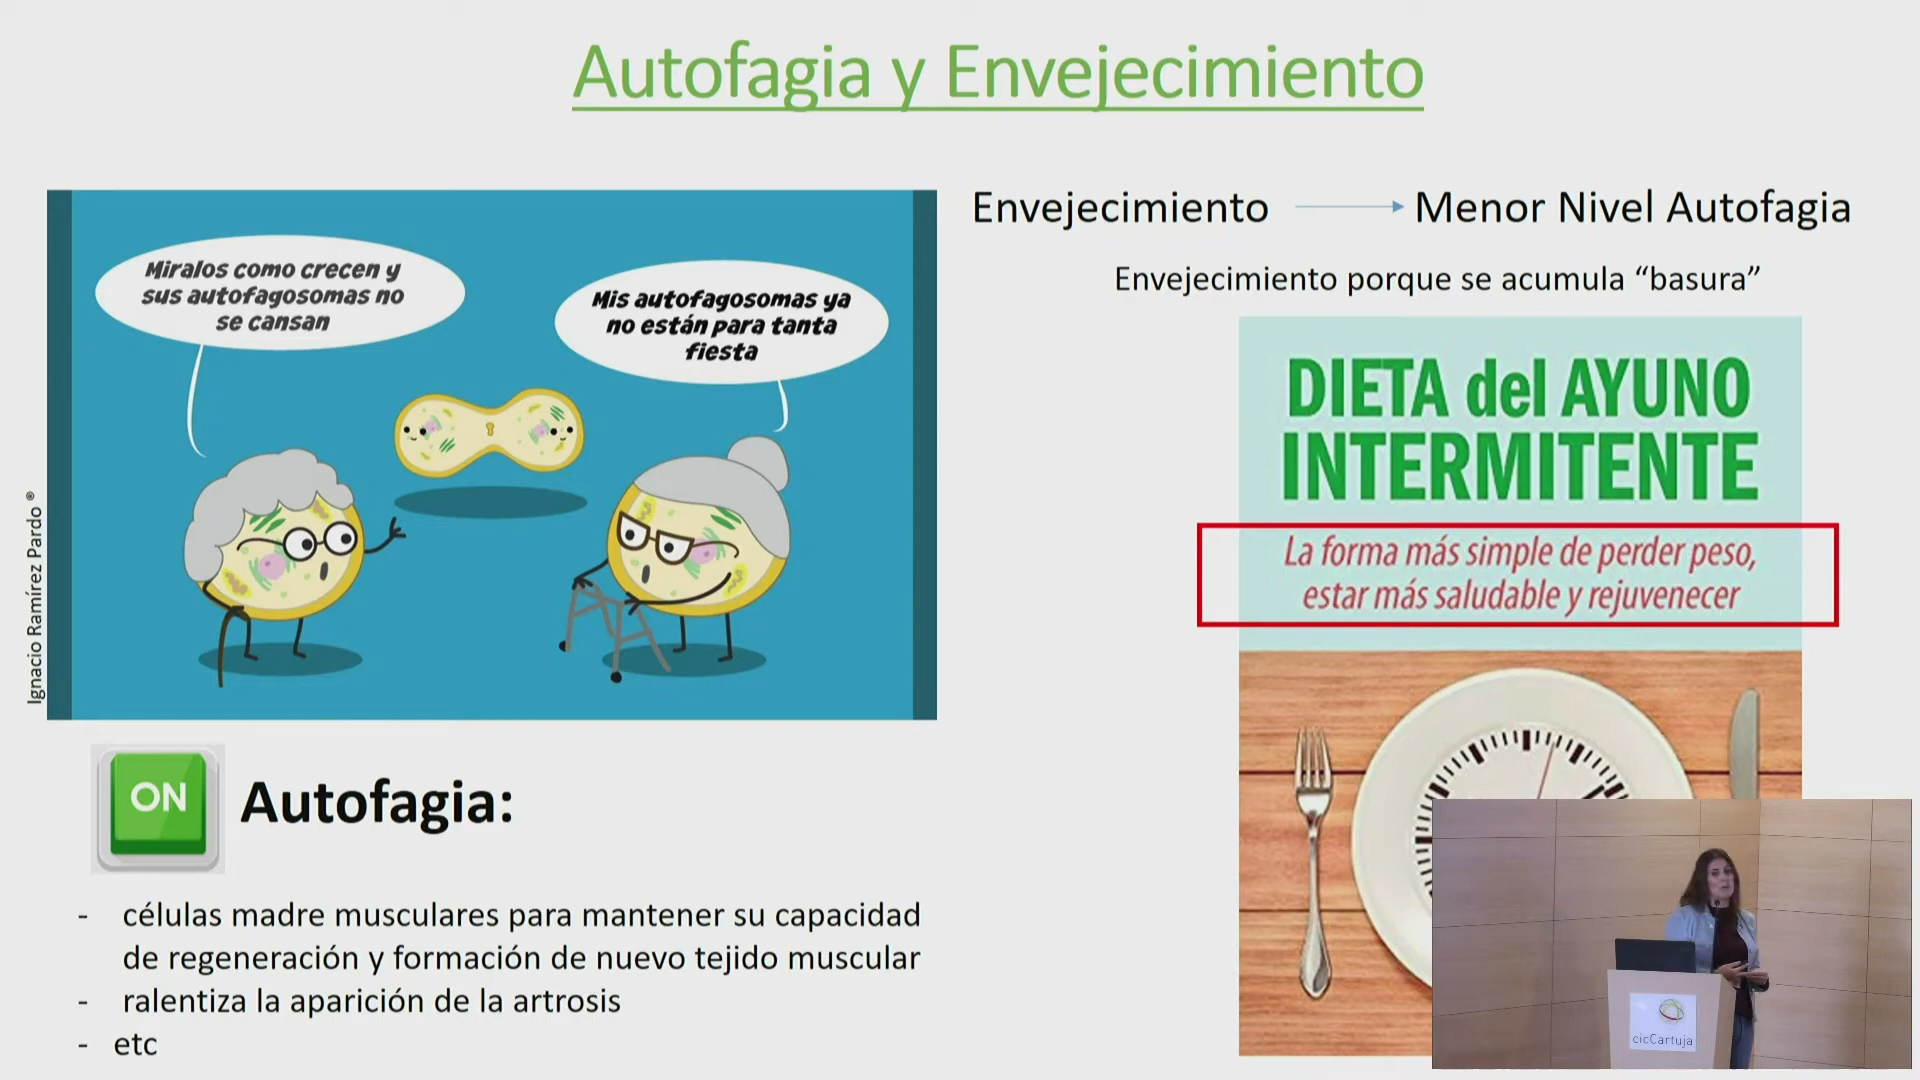 Autofagia y Envejecimiento
Miralos como crecen y
sus autofagosomas no
se cansan
Mis autofagosomas ya
no están para tanta
fiesta
Ignacio Ramírez Pardo ®
Envejecimiento
Menor Nivel Autofagia
Envejecimiento porque se acumula “basura”
DIETA del AYUNO
INTERMITENTE
La forma más simple de perder peso,
estar más saludable y rejuvenecer
ON
Autofagia:
- células madre musculares para mantener su capacidad
de regeneración y formación de nuevo tejido muscular
- ralentiza la aparición de la artrosis
- etc
cicCartuja